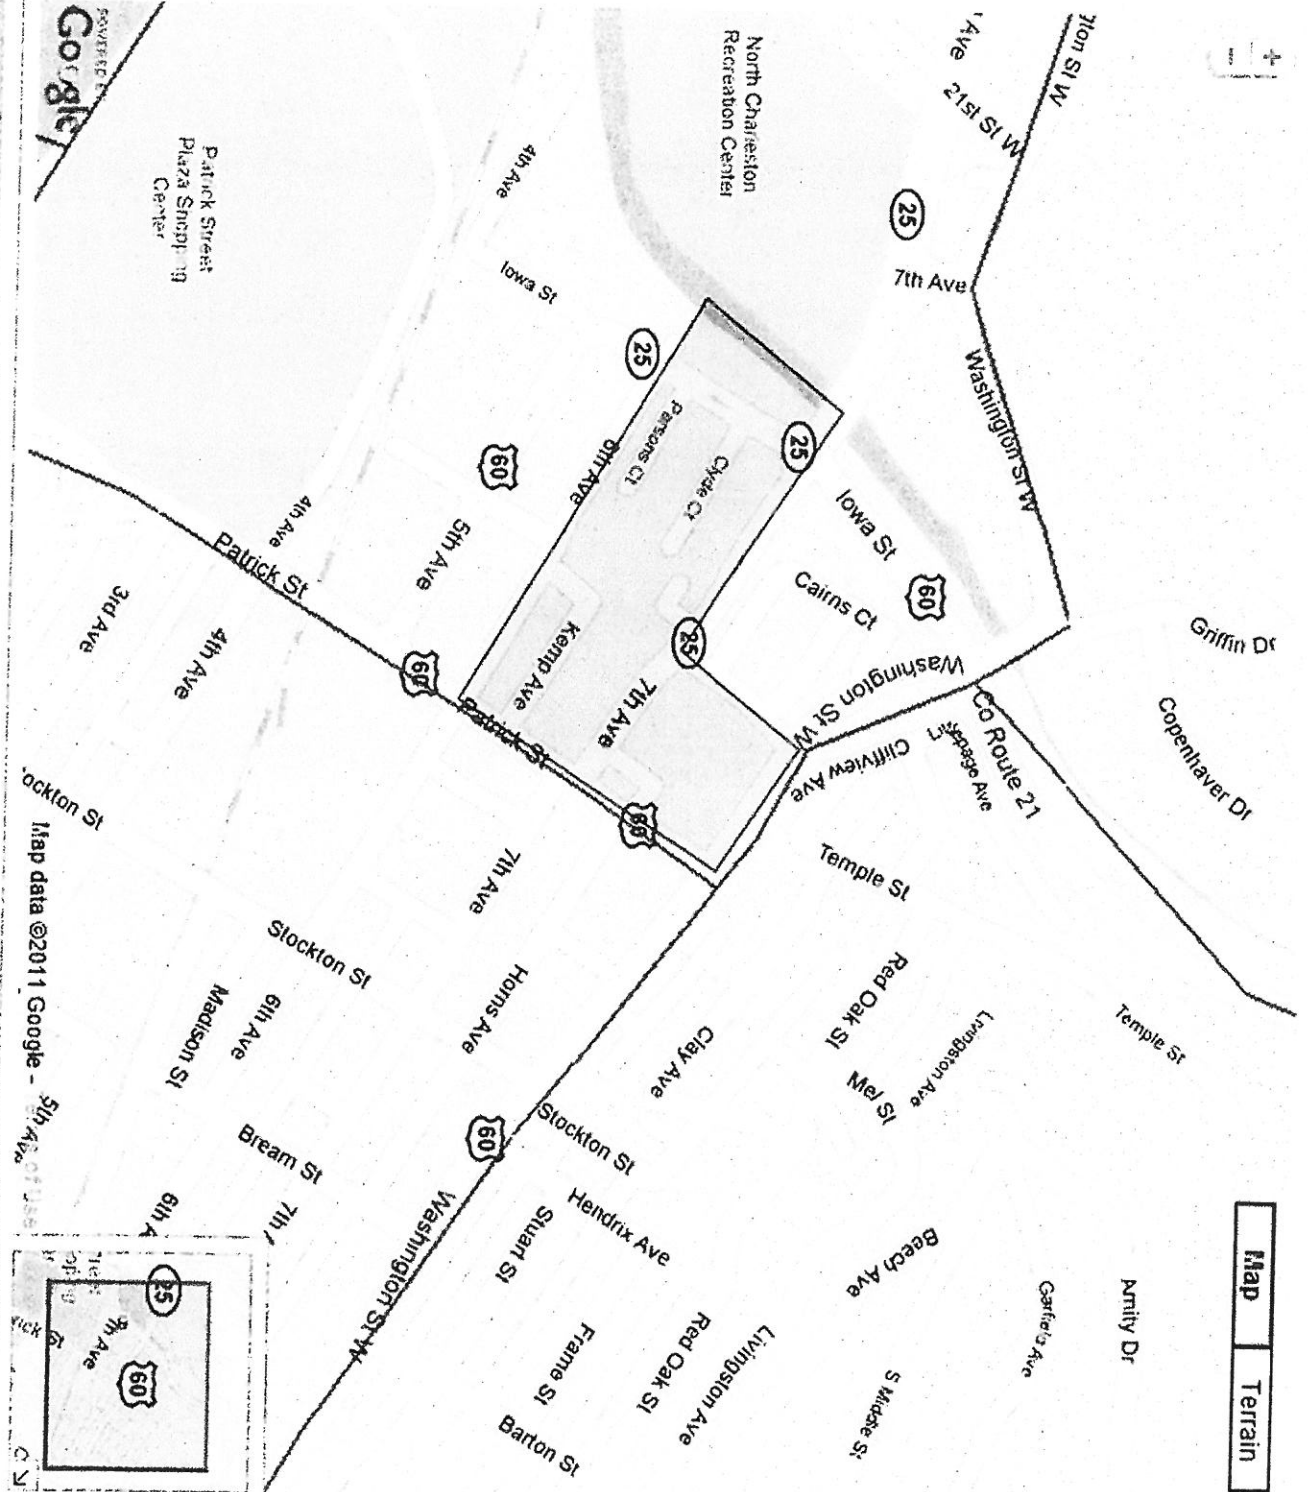 +
−
Map
Terrain
Ave
21st St W
25
7th Ave
Washington St W
North Charleston
Recreation Center
Griffin Dr
Copenhaver Dr
Iowa St
60
Cairns Ct
Washington St W
Co Route 21
Cliffview Ave
Temple St
Temple St
Red Oak St
Livingston Ave
Clay Ave
Amity Dr
Garfield Ave
Beech Ave
S Middle St
4th Ave
Iowa St
25
25
Parsons Ct
Clyde Ct
6th Ave
60
5th Ave
Kemp Ave
7th Ave
25
Patrick St
60
60
4th Ave
Patrick St
Patrick Street
Plaza Shopping
Center
3rd Ave
4th Ave
7th Ave
Horns Ave
Stockton St
6th Ave
Madison St
Bream St
60
Stockton St
Hendrix Ave
Stuart St
Frame St
Barton St
Red Oak St
Livingston Ave
Washington St W
5th Ave
25
60
POWERED BY
Google
Map data ©2011 Google -